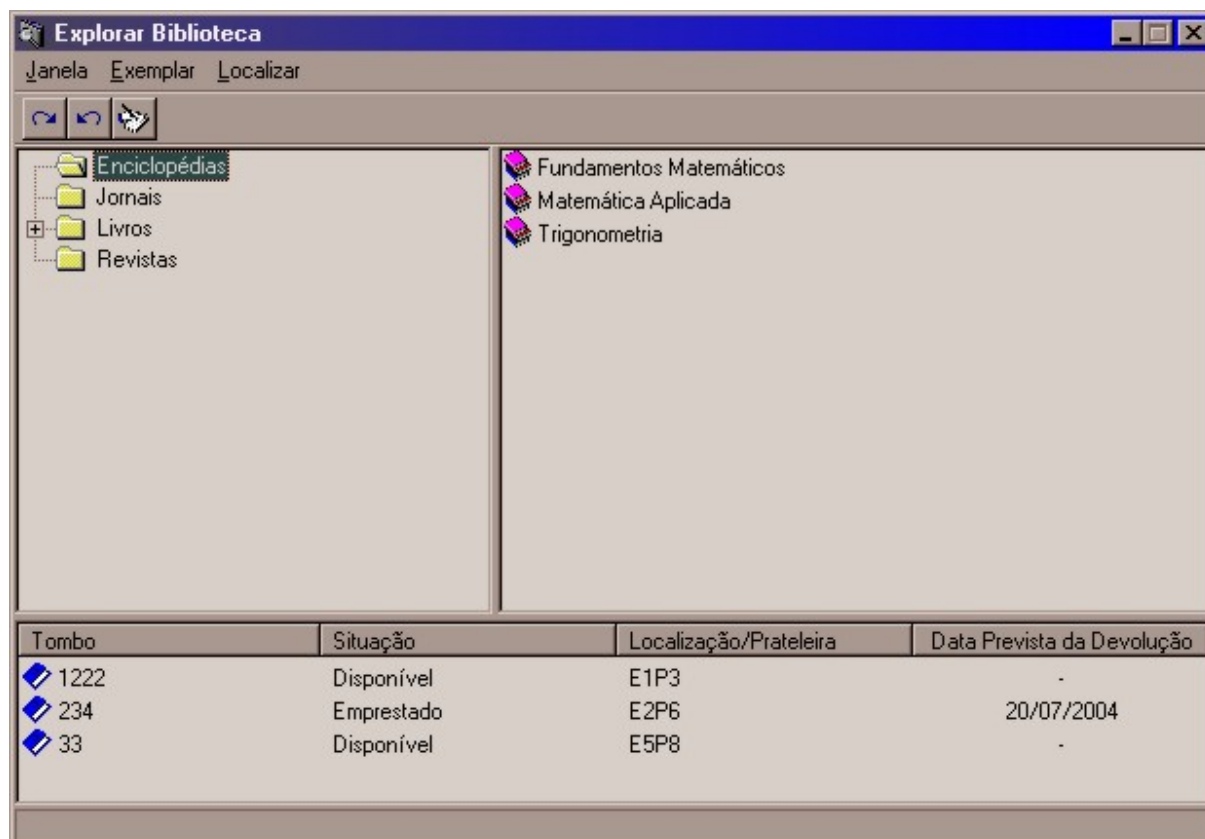 Explorar Biblioteca
Janela Exemplar Localizar
Enciclopédias
Jornais
Livros
Revistas
Fundamentos Matemáticos
Matemática Aplicada
Trigonometria
Tombo Situação Localização/Prateleira Data Prevista da Devolução
1222 Disponível E1P3 -
234 Emprestado E2P6 20/07/2004
33 Disponível E5P8 -